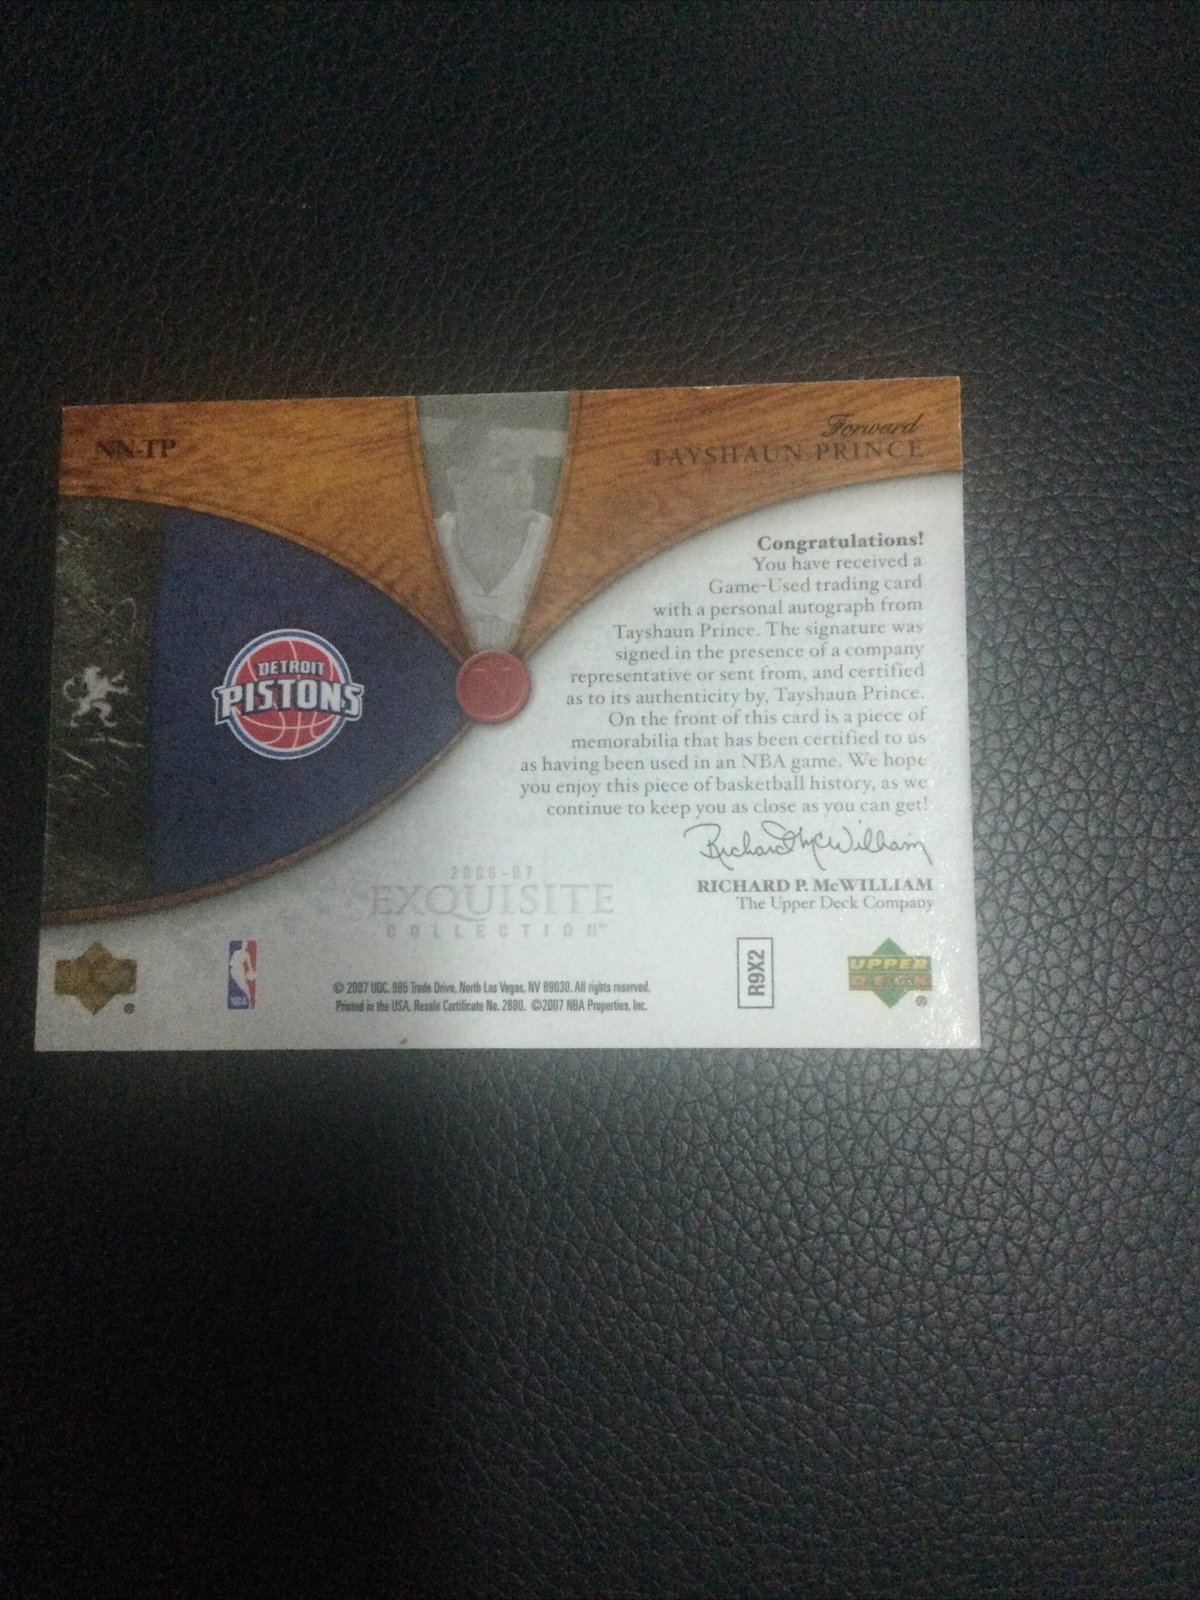 NN-TP
Forward
TAYSHAUN PRINCE
DETROIT
PISTONS
Congratulations!
You have received a
Game-Used trading card
with a personal autograph from
Tayshaun Prince. The signature was
signed in the presence of a company
representative or sent from, and certified
as to its authenticity by, Tayshaun Prince.
On the front of this card is a piece of
memorabilia that has been certified to us
as having been used in an NBA game. We hope
you enjoy this piece of basketball history, as we
continue to keep you as close as you can get!
Richard McWilliam
RICHARD P. McWILLIAM
The Upper Deck Company
2006-07
EXQUISITE
COLLECTION™
®
NBA
© 2007 UDC. 985 Trade Drive, North Las Vegas, NV 89030. All rights reserved.
Printed in the USA. Resale Certificate No. 2880. ©2007 NBA Properties, Inc.
R9X2
UPPER
DECK
®